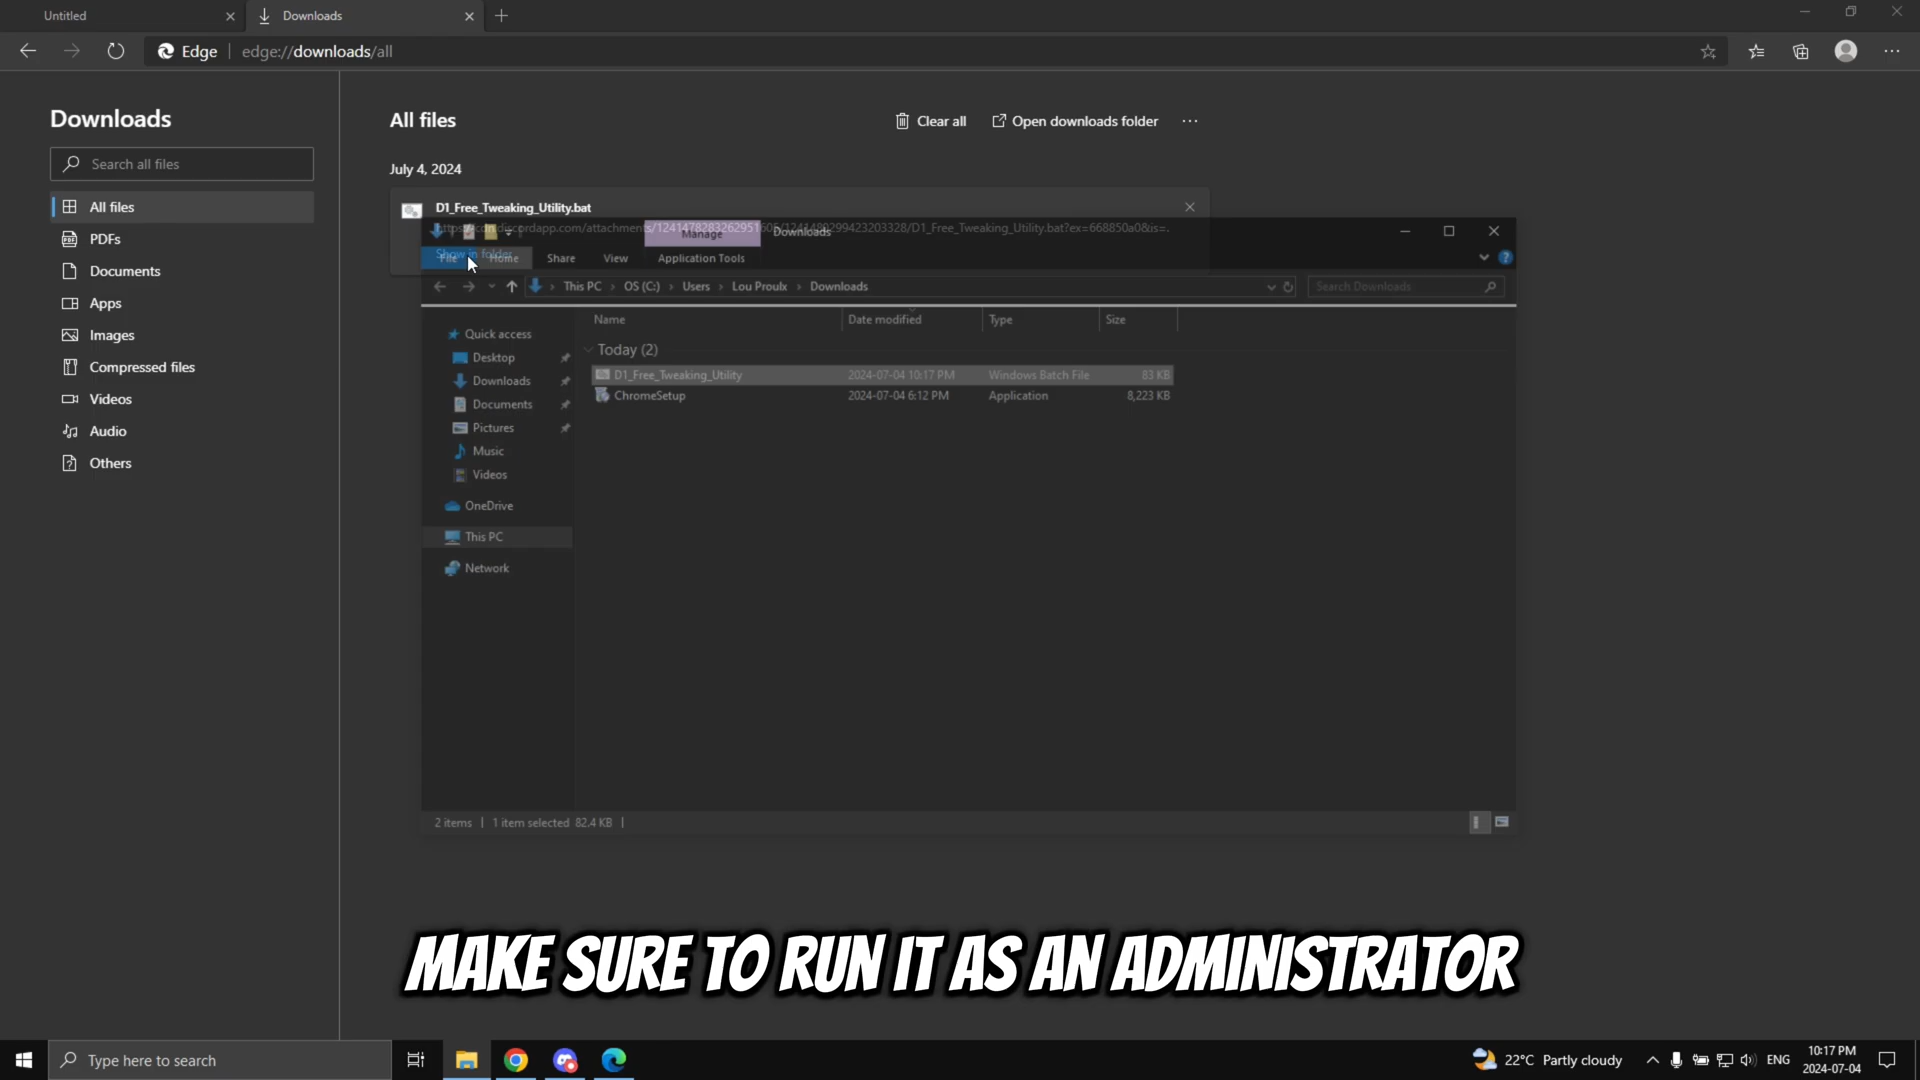 Untitled
Downloads
Edge
edge://downloads/all
Downloads
Search all files
All files
PDFs
Documents
Apps
Images
Compressed files
Videos
Audio
Others
All files
Clear all
Open downloads folder
July 4, 2024
D1_Free_Tweaking_Utility.bat
Show in folder
Manage
Downloads
File
Home
Share
View
Application Tools
This PC
OS (C:)
Users
Lou Proulx
Downloads
Search Downloads
Name
Date modified
Type
Size
Quick access
Desktop
Downloads
Documents
Pictures
Music
Videos
OneDrive
This PC
Network
Today (2)
D1_Free_Tweaking_Utility 2024-07-04 10:17 PM Windows Batch File 83 KB
ChromeSetup 2024-07-04 6:12 PM Application 8,223 KB
2 items
1 item selected 82.4 KB
MAKE SURE TO RUN IT AS AN ADMINISTRATOR
Type here to search
22°C Partly cloudy
ENG
10:17 PM
2024-07-04